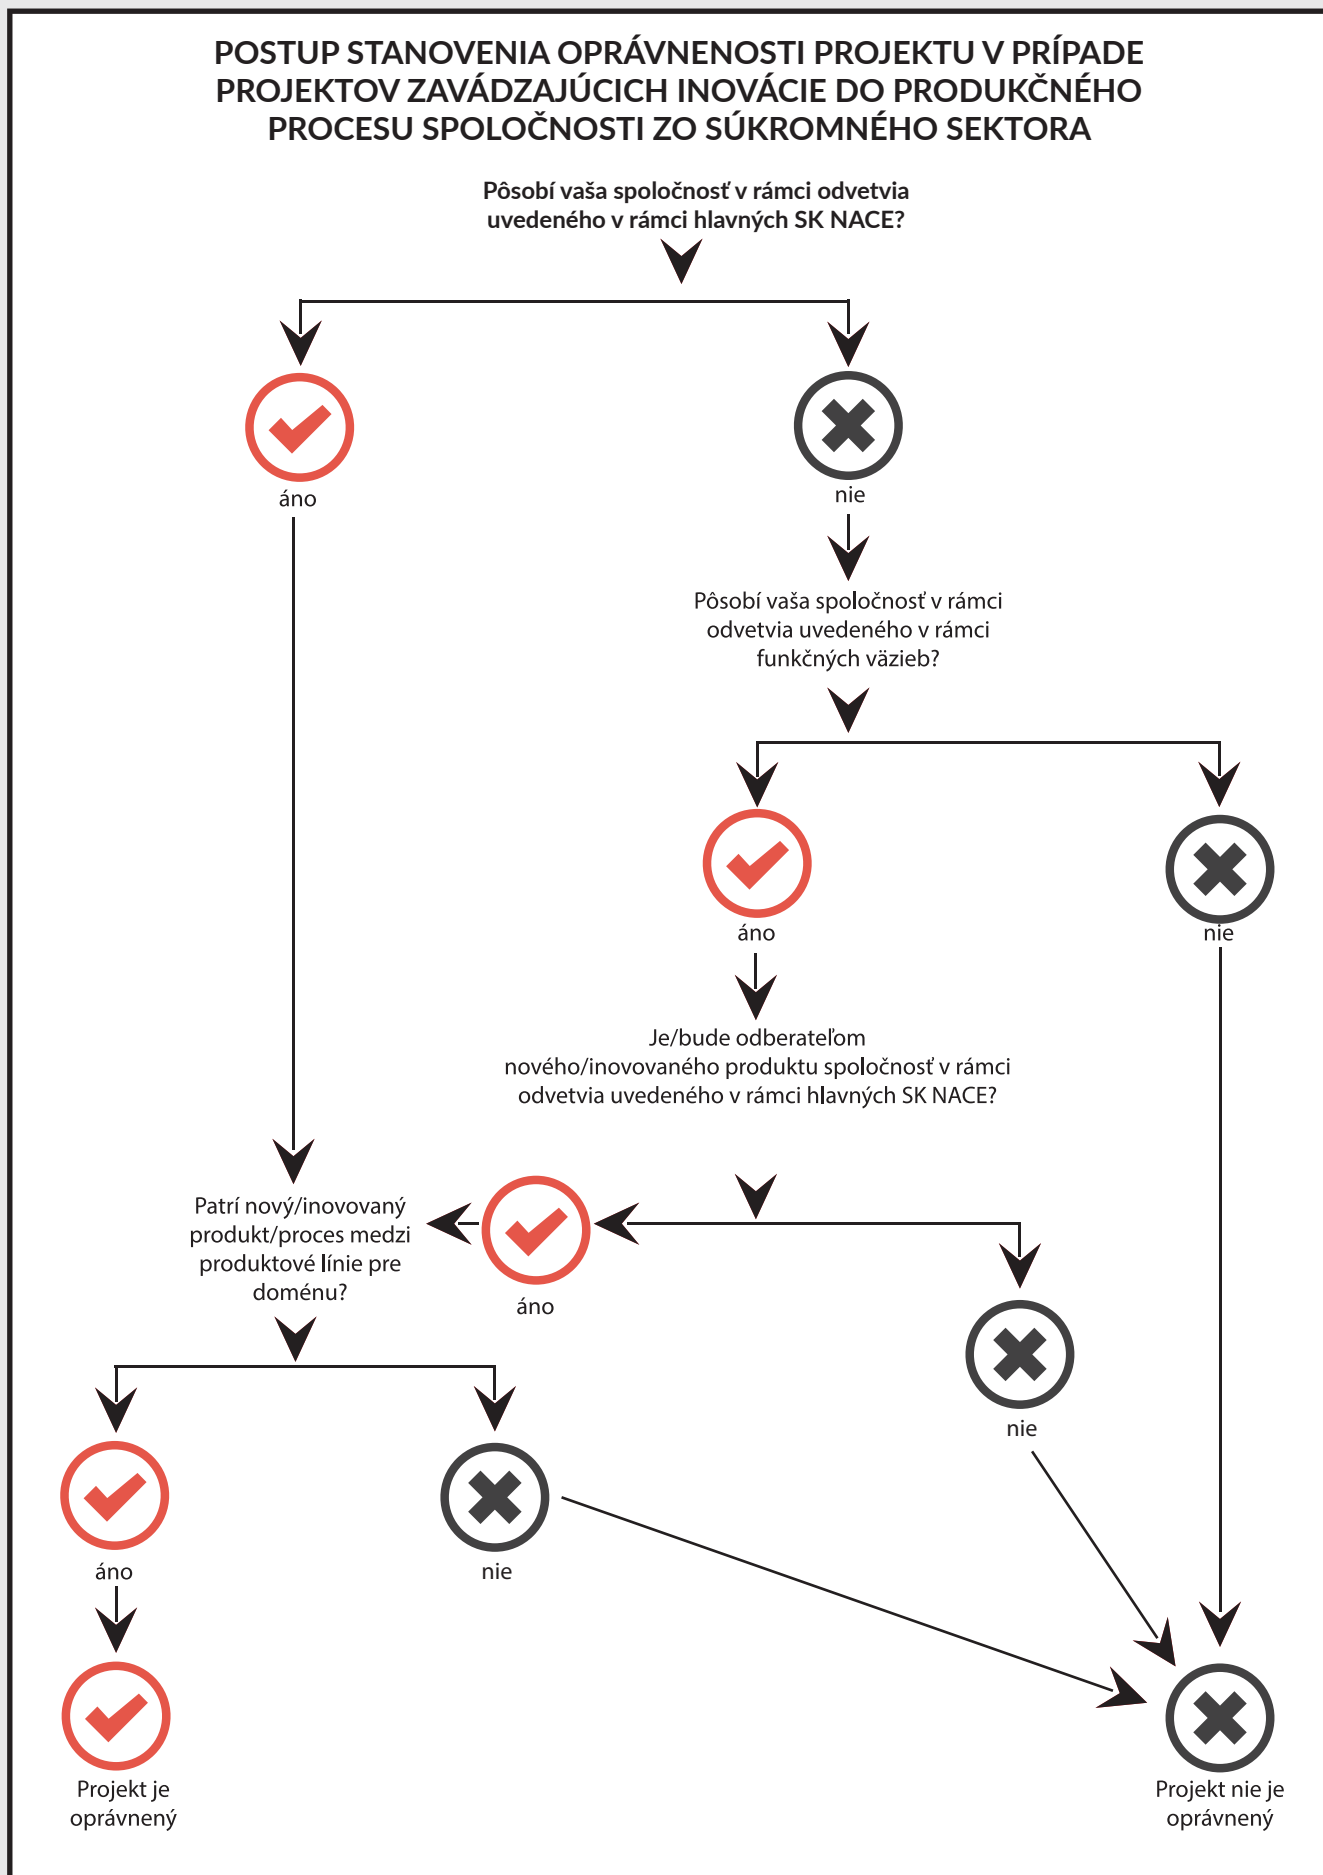 POSTUP STANOVENIA OPRÁVNENOSTI PROJEKTU V PRÍPADE
PROJEKTOV ZAVÁDZAJÚCICH INOVÁCIE DO PRODUKČNÉHO
PROCESU SPOLOČNOSTI ZO SÚKROMNÉHO SEKTORA
Pôsobí vaša spoločnosť v rámci odvetvia
uvedeného v rámci hlavných SK NACE?
áno
nie
Pôsobí vaša spoločnosť v rámci
odvetvia uvedeného v rámci
funkčných väzieb?
áno
nie
Je/bude odberateľom
nového/inovovaného produktu spoločnosť v rámci
odvetvia uvedeného v rámci hlavných SK NACE?
Patrí nový/inovovaný
produkt/proces medzi
produktové línie pre
doménu?
áno
nie
áno
nie
Projekt je
oprávnený
Projekt nie je
oprávnený